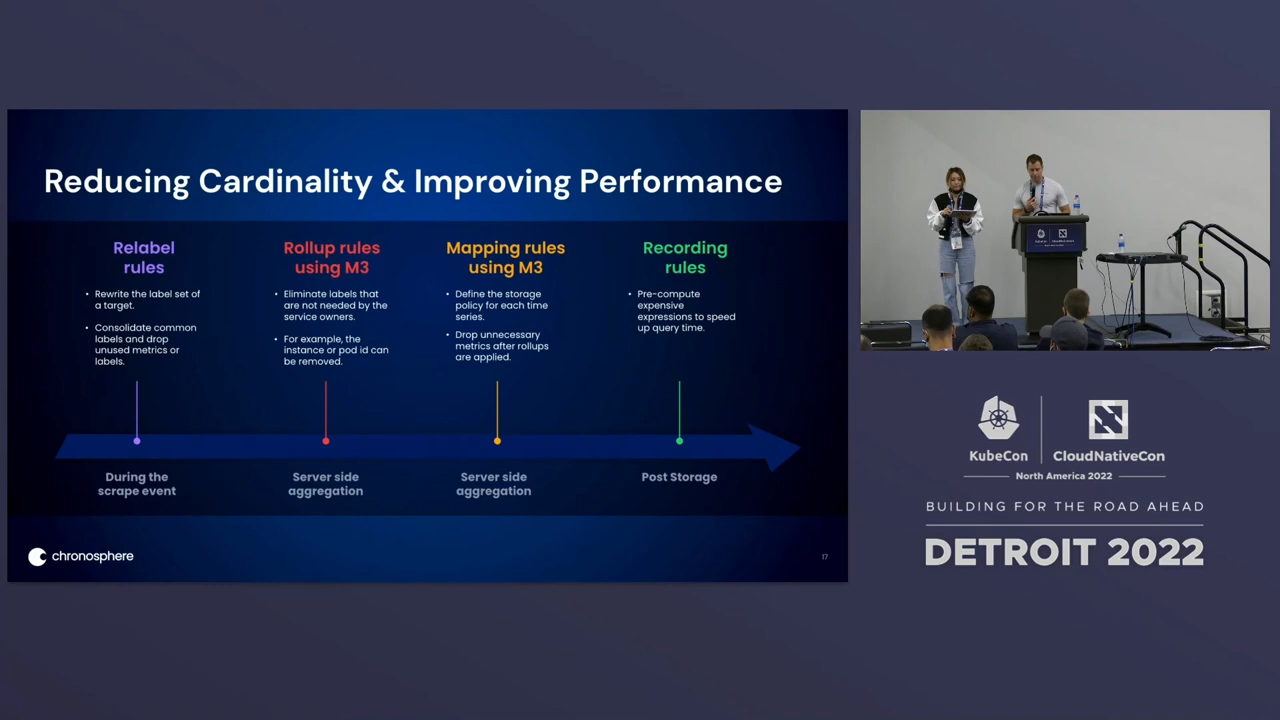 Reducing Cardinality & Improving Performance
Relabel
rules
• Rewrite the label set of
a target.
• Consolidate common
labels and drop
unused metrics or
labels.
Rollup rules
using M3
• Eliminate labels that
are not needed by the
service owners.
• For example, the
instance or pod id can
be removed.
Mapping rules
using M3
• Define the storage
policy for each time
series.
• Drop unnecessary
metrics after rollups
are applied.
Recording
rules
• Pre-compute
expensive
expressions to speed
up query time.
During the
scrape event
Server side
aggregation
Server side
aggregation
Post Storage
chronosphere
17
KubeCon
CloudNativeCon
North America 2022
BUILDING FOR THE ROAD AHEAD
DETROIT 2022